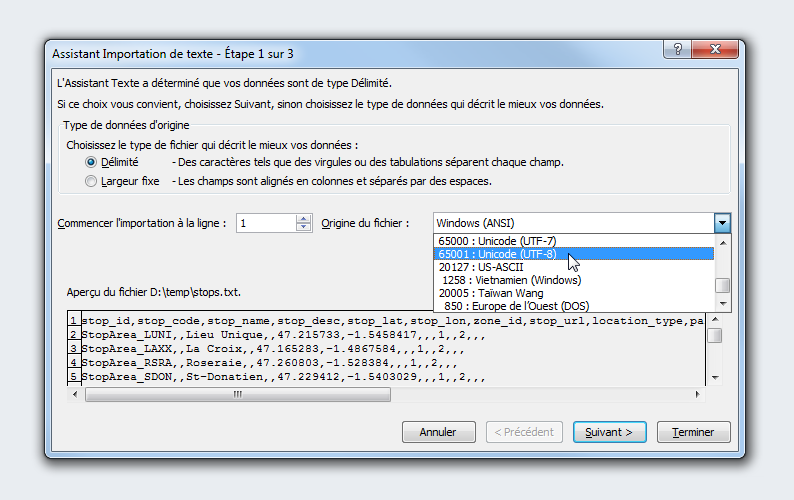 Assistant Importation de texte - Étape 1 sur 3
L'Assistant Texte a déterminé que vos données sont de type Délimité.
Si ce choix vous convient, choisissez Suivant, sinon choisissez le type de données qui décrit le mieux vos données.
Type de données d'origine
Choisissez le type de fichier qui décrit le mieux vos données :
Délimité - Des caractères tels que des virgules ou des tabulations séparent chaque champ.
Largeur fixe - Les champs sont alignés en colonnes et séparés par des espaces.
Commencer l'importation à la ligne : 1 Origine du fichier : Windows (ANSI)
65000 : Unicode (UTF-7)
65001 : Unicode (UTF-8)
20127 : US-ASCII
1258 : Vietnamien (Windows)
20005 : Taïwan Wang
850 : Europe de l'Ouest (DOS)
Aperçu du fichier D:\temp\stops.txt.
1 stop_id,stop_code,stop_name,stop_desc,stop_lat,stop_lon,zone_id,stop_url,location_type,pa
2 StopArea_LUNI,,Lieu Unique,,47.215733,-1.5458417,,,1,,2,,,
3 StopArea_LAXX,,La Croix,,47.165283,-1.4867584,,,1,,2,,,
4 StopArea_RSRA,,Roseraie,,47.260803,-1.528384,,,1,,2,,,
5 StopArea_SDON,,St-Donatien,,47.229412,-1.5403029,,,1,,2,,,
Annuler < Précédent Suivant > Terminer